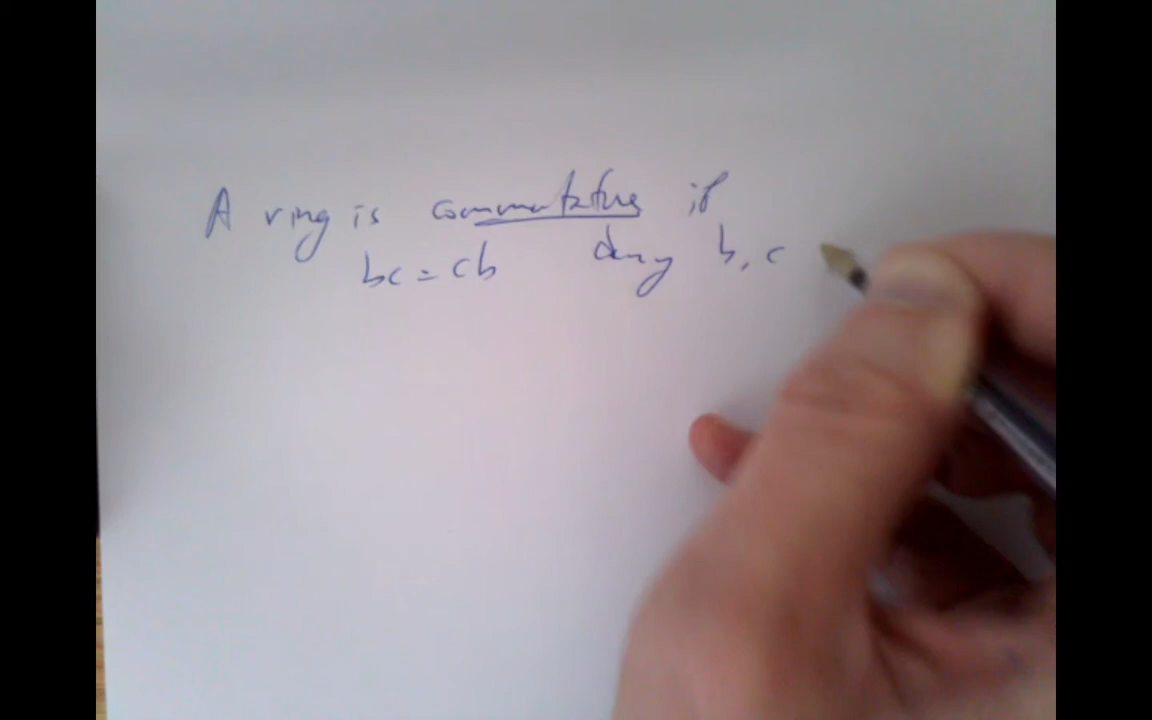 A ring is commutative if
bc = cb any b, c